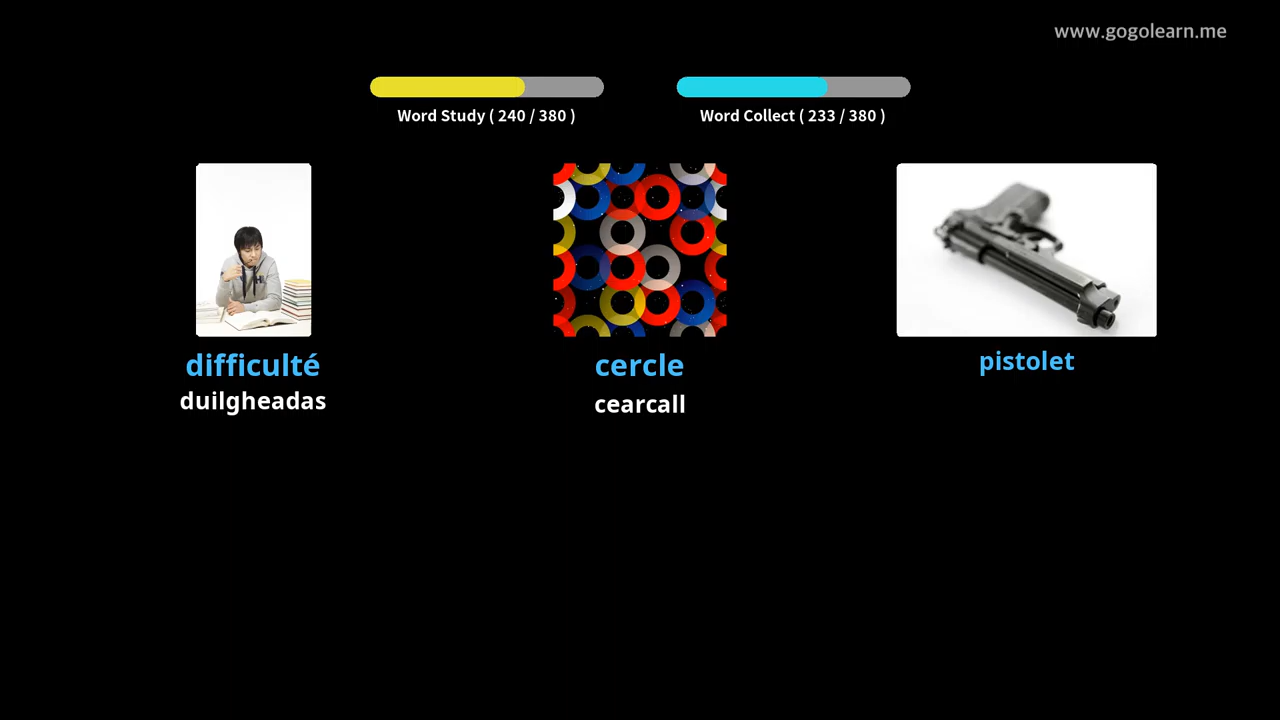 www.gogolearn.me
Word Study ( 240 / 380 )
Word Collect ( 233 / 380 )
difficulté
duilgheadas
cercle
cearcall
pistolet